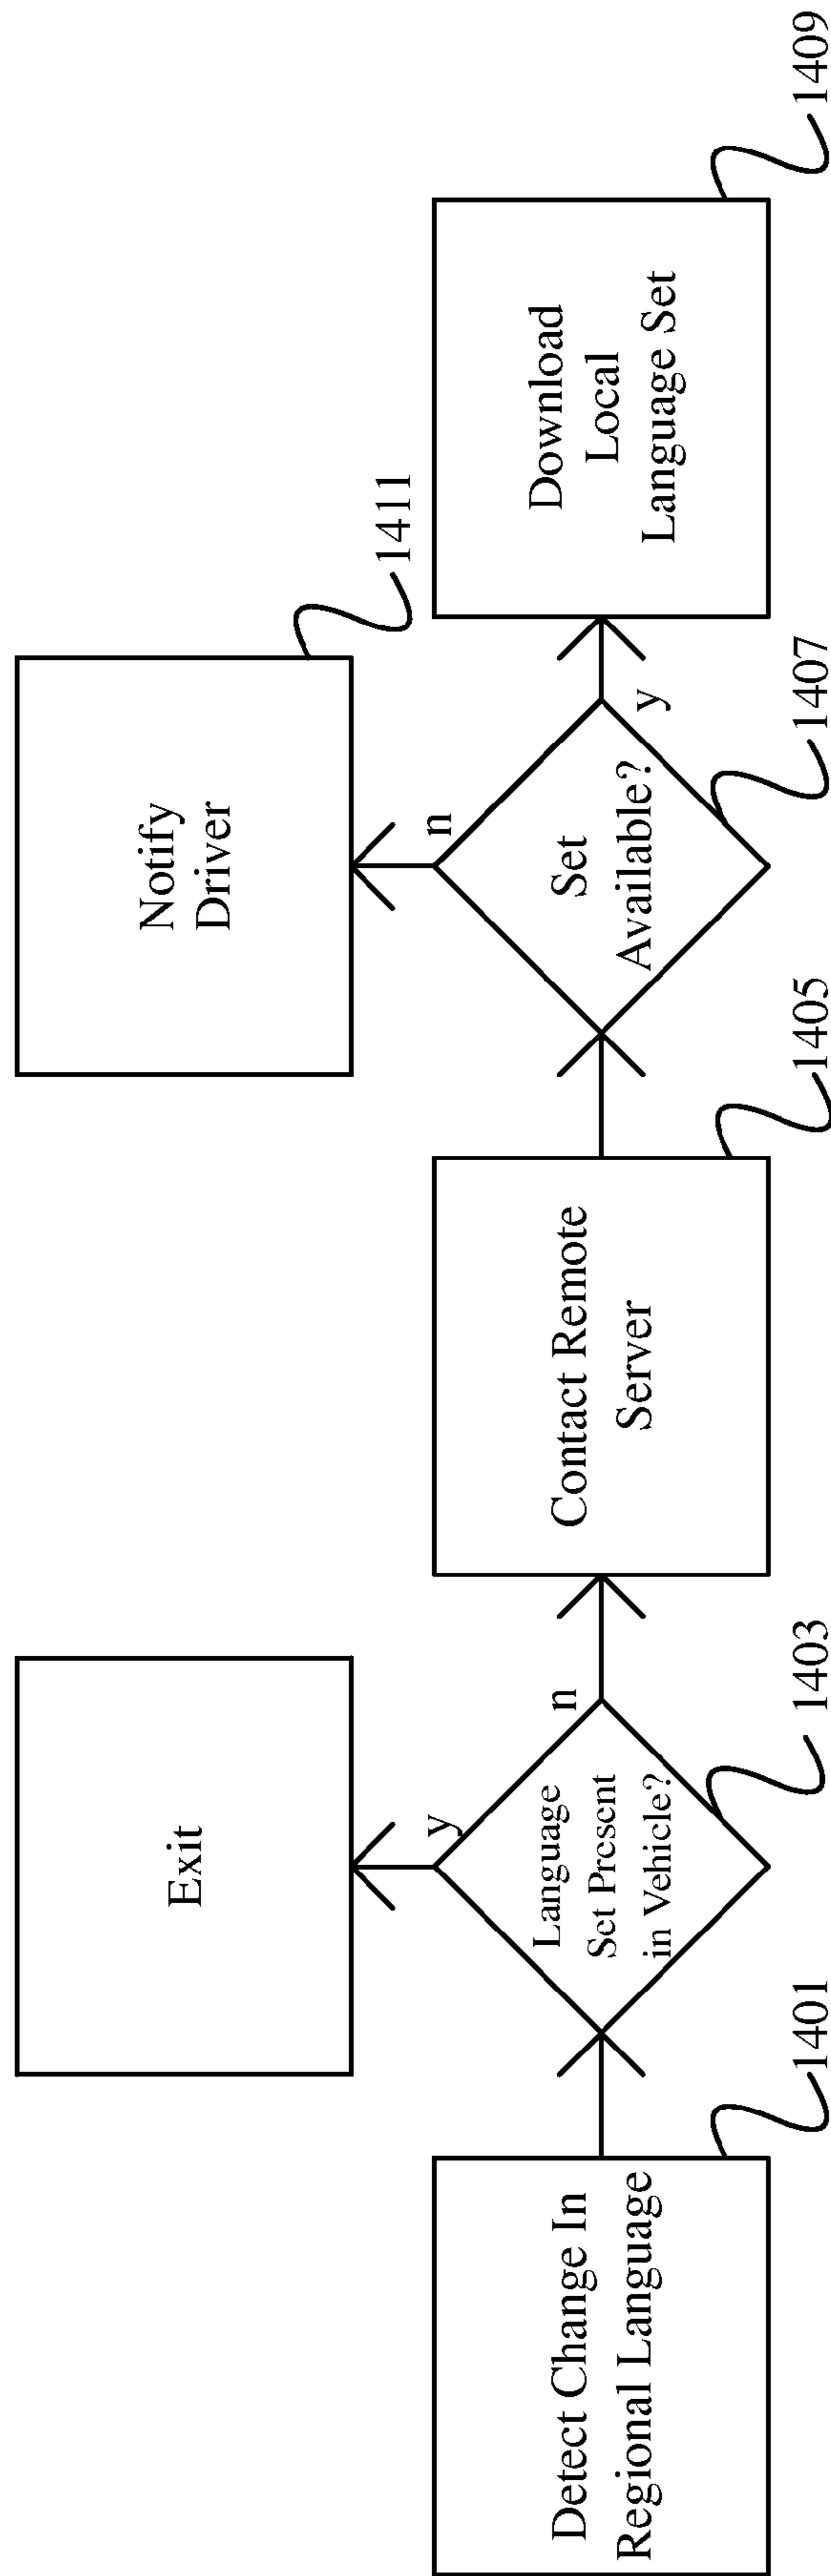 Detect Change In
Regional Language
1401
Language
Set Present
in Vehicle?
1403
y
Exit
n
Contact Remote
Server
1405
Set
Available?
1407
n
Notify
Driver
1411
y
Download
Local
Language Set
1409